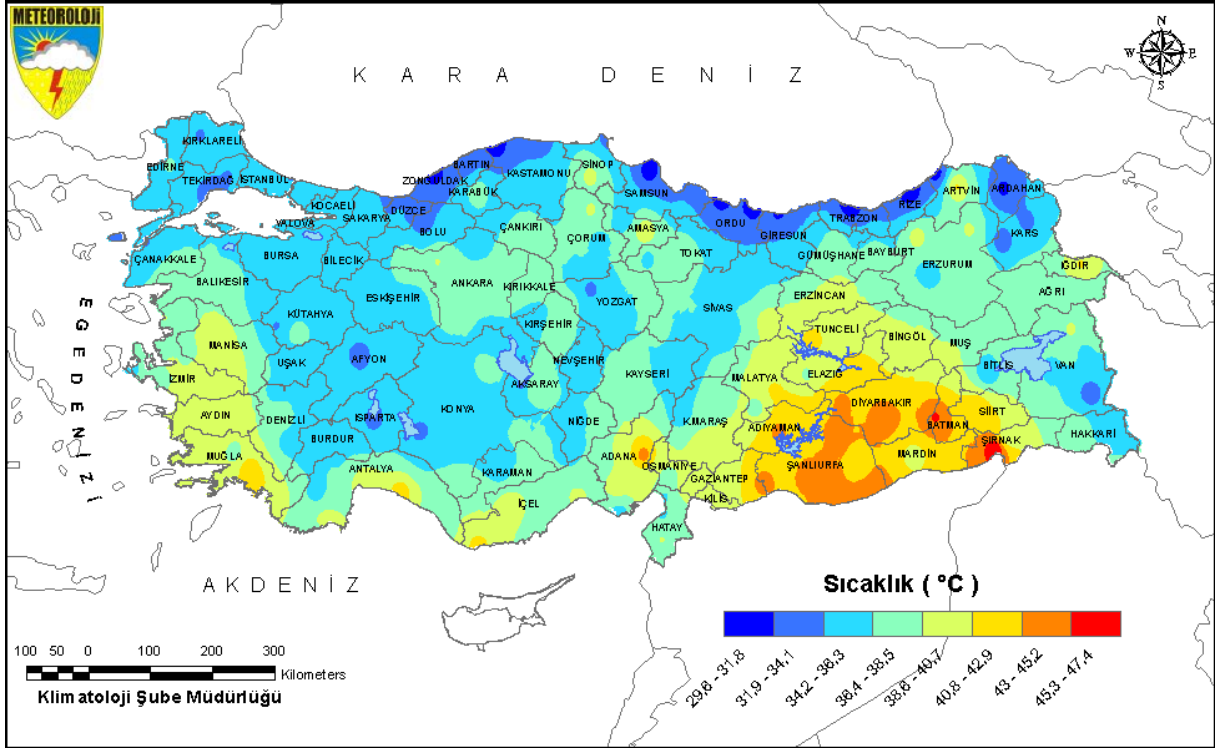 METEOROLOJİ
N
W E
S
KARA DENİZ
KIRKLARELİ
EDİRNE
TEKİRDAĞ
İSTANBUL
KOCAELİ
YALOVA
SAKARYA
DÜZCE
ZONGULDAK
BARTIN
KARABÜK
KASTAMONU
SİNOP
SAMSUN
BOLU
ÇANKIRI
ÇORUM
AMASYA
TOKAT
ORDU
GİRESUN
TRABZON
RİZE
ARTVİN
ARDAHAN
KARS
GÜMÜŞHANE
BAYBURT
ERZURUM
IĞDIR
AĞRI
ÇANAKKALE
BALIKESİR
BURSA
BİLECİK
ESKİŞEHİR
ANKARA
KIRIKKALE
YOZGAT
SİVAS
ERZİNCAN
TUNCELİ
BİNGÖL
MUŞ
BİTLİS
VAN
KÜTAHYA
MANİSA
UŞAK
AFYON
KIRŞEHİR
NEVŞEHİR
AKSARAY
KAYSERİ
MALATYA
ELAZIĞ
DİYARBAKIR
BATMAN
SİİRT
ŞIRNAK
HAKKARİ
İZMİR
AYDIN
DENİZLİ
ISPARTA
BURDUR
KONYA
NİĞDE
K.MARAŞ
ADIYAMAN
MARDİN
MUĞLA
ANTALYA
KARAMAN
ADANA
OSMANİYE
GAZİANTEP
ŞANLIURFA
KİLİS
İÇEL
HATAY
EGE DENİZİ
AKDENİZ
Sıcaklık ( °C )
29,6 - 31,8
31,9 - 34,1
34,2 - 36,3
36,4 - 38,5
38,6 - 40,7
40,8 - 42,9
43 - 45,2
45,3 - 47,4
100 50 0 100 200 300
Kilometers
Klimatoloji Şube Müdürlüğü